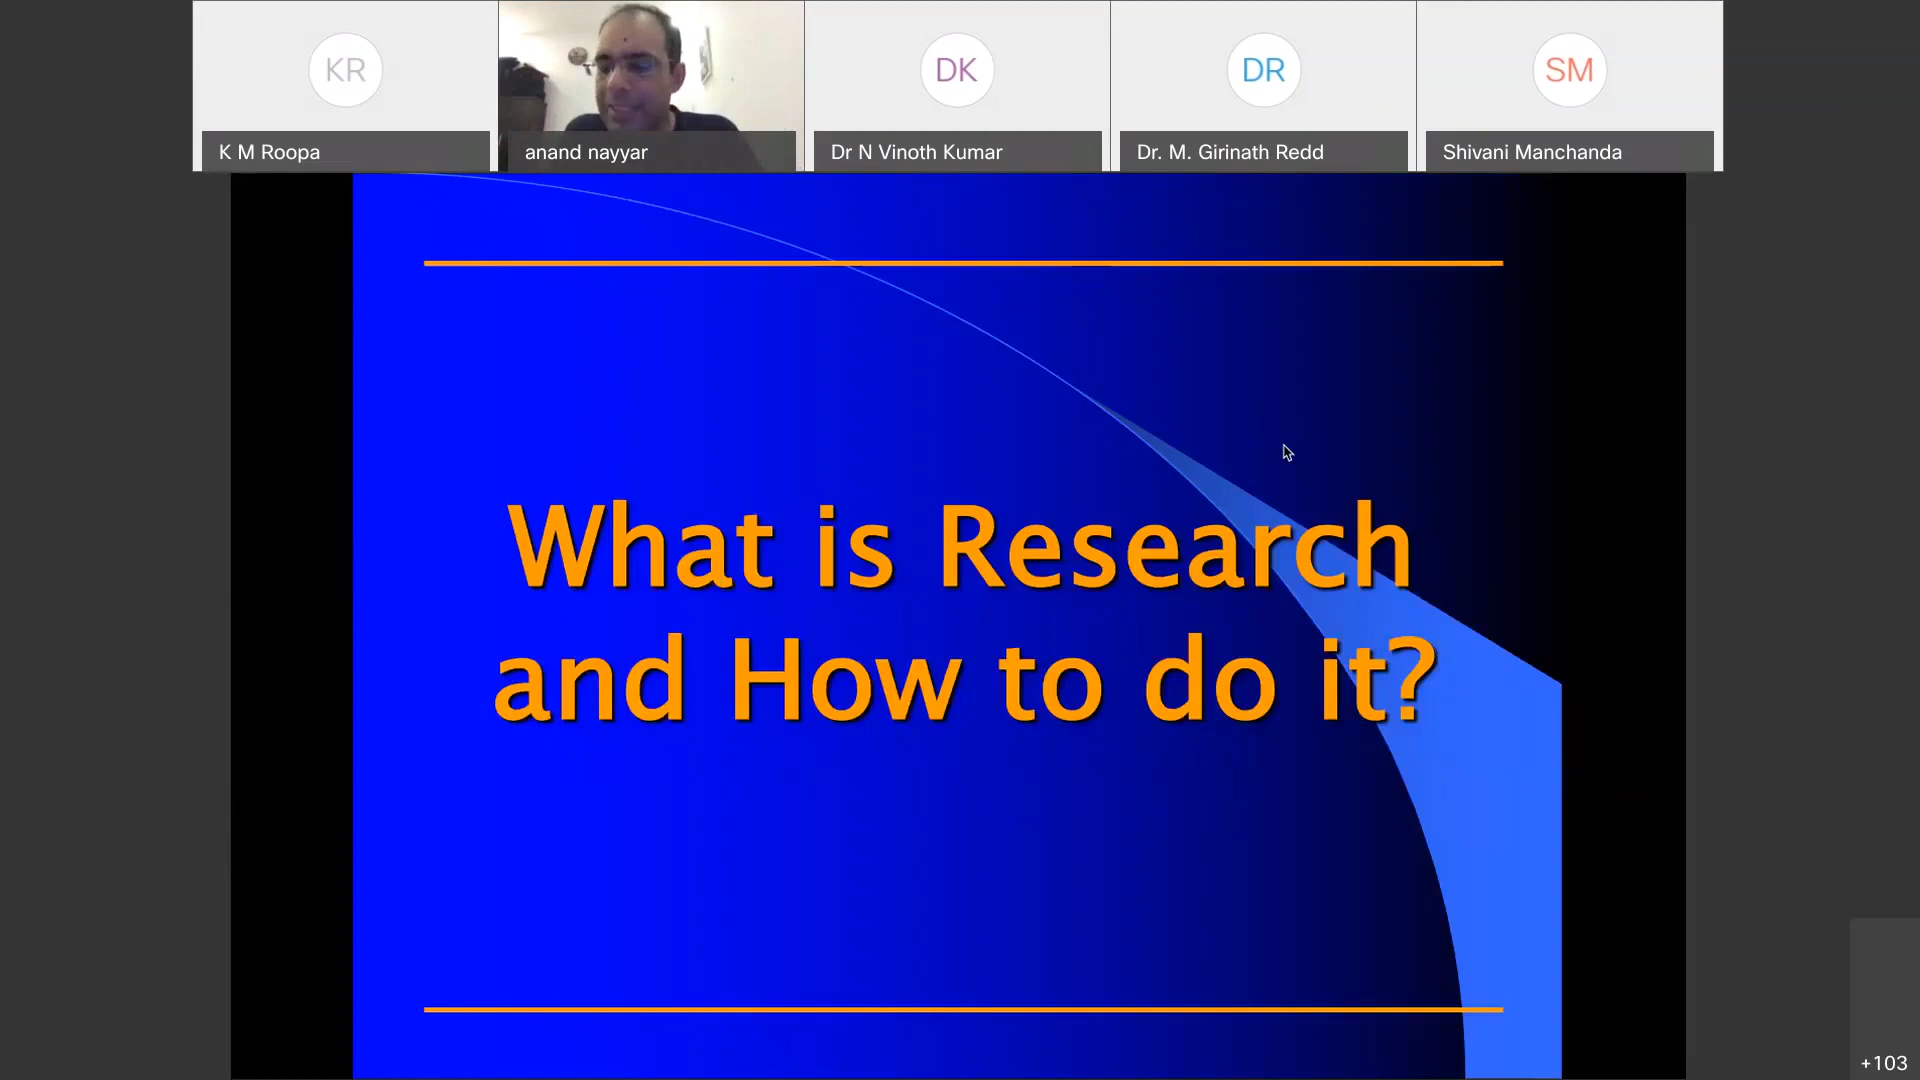 KR
DK
DR
SM
K M Roopa
anand nayyar
Dr N Vinoth Kumar
Dr. M. Girinath Redd
Shivani Manchanda
What is Research
and How to do it?
+103